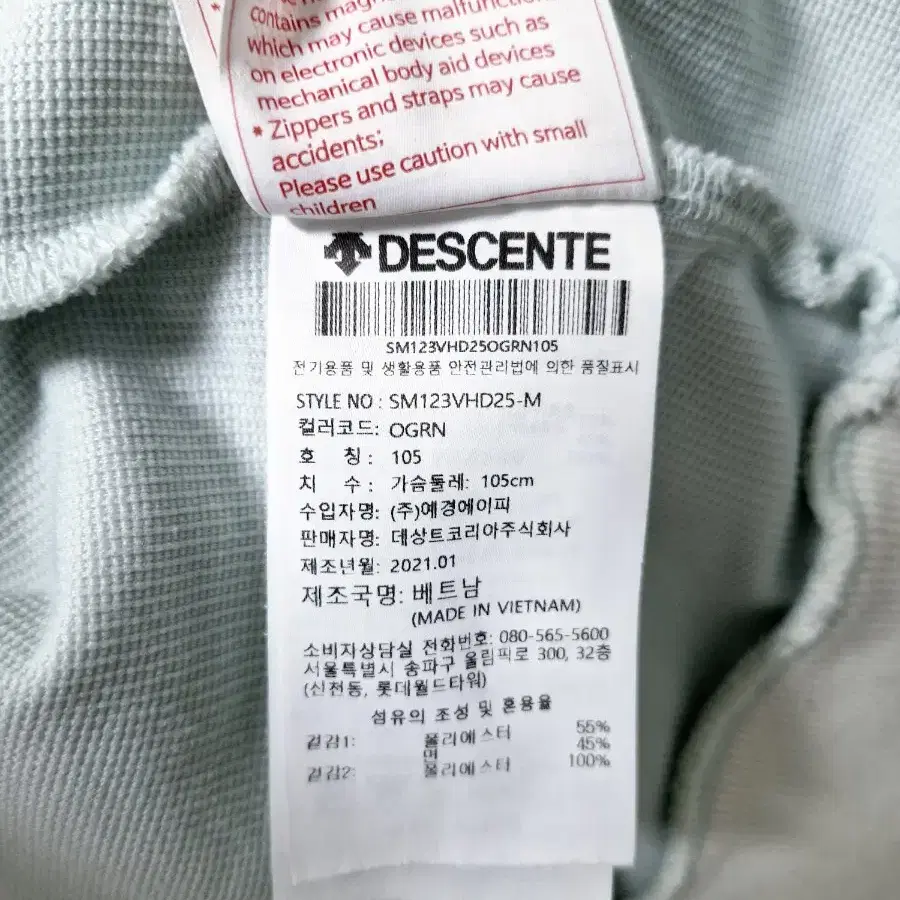 contains
which may cause malfunction
on electronic devices such as
mechanical body aid devices
* Zippers and straps may cause
accidents;
Please use caution with small
children
DESCENTE
SM123VHD25OGRN105
전기용품 및 생활용품 안전관리법에 의한 품질표시
STYLE NO : SM123VHD25-M
컬러코드: OGRN
호 칭 : 105
치 수 : 가슴둘레: 105cm
수입자명: (주)예경에이피
판매자명: 데상트코리아주식회사
제조년월: 2021.01
제조국명: 베트남
(MADE IN VIETNAM)
소비자상담실 전화번호: 080-565-5600
서울특별시 송파구 올림픽로 300, 32층
(신천동, 롯데월드타워)
섬유의 조성 및 혼용율
겉감1: 폴리에스터 55%
면 45%
겉감2: 폴리에스터 100%